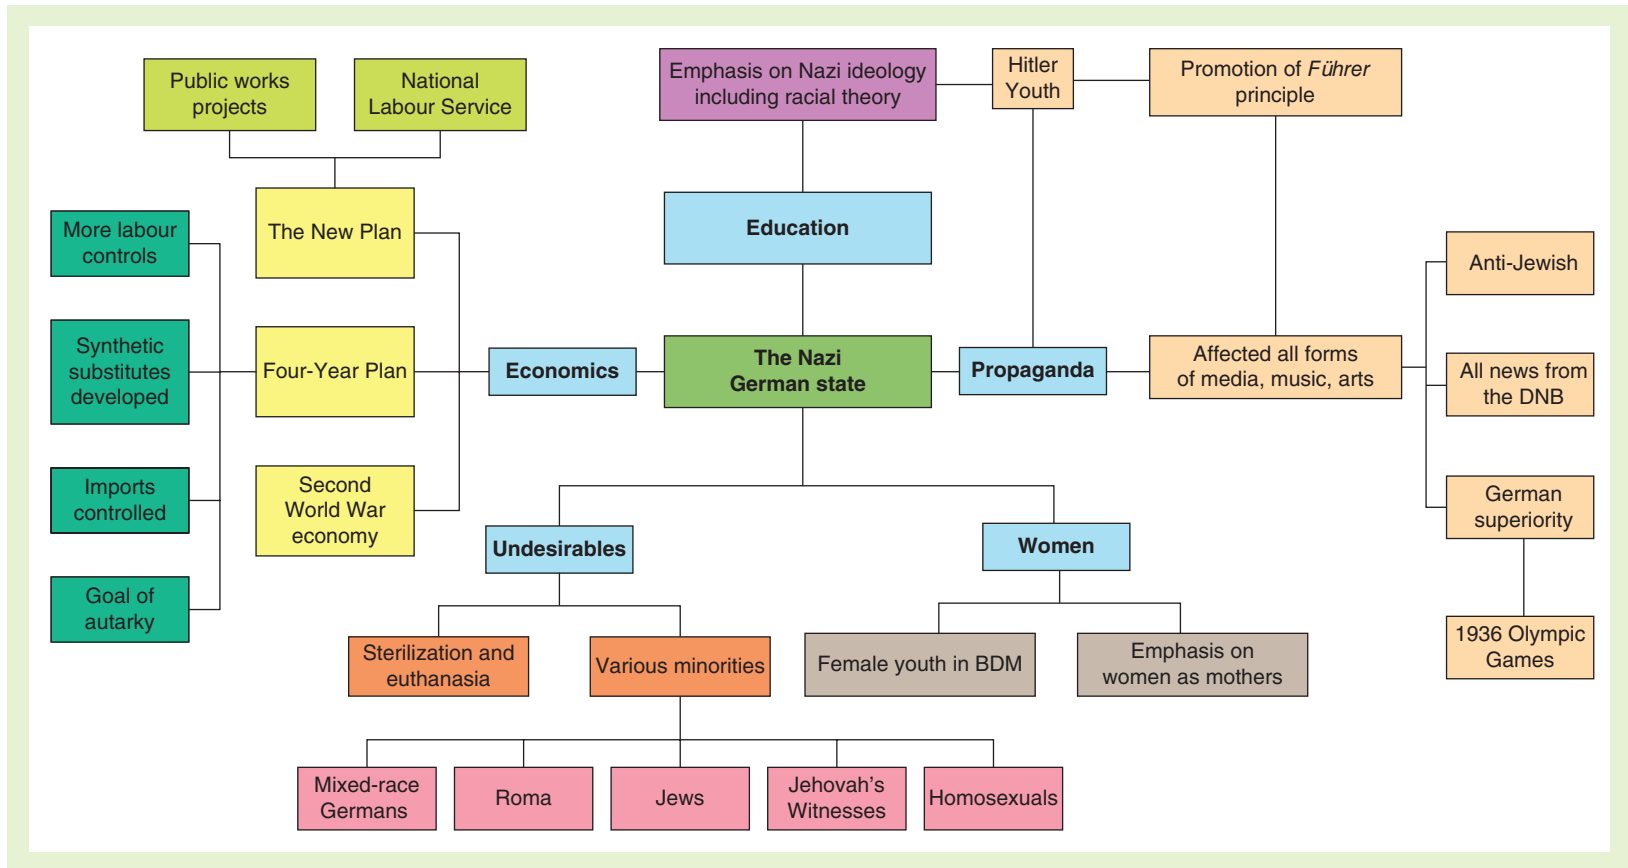 Public works
projects
National
Labour Service
Emphasis on Nazi ideology
including racial theory
Hitler
Youth
Promotion of Führer
principle
More labour
controls
The New Plan
Education
Anti-Jewish
Synthetic
substitutes
developed
Four-Year Plan
Economics
The Nazi
German state
Propaganda
Affected all forms
of media, music, arts
All news from
the DNB
Imports
controlled
Second
World War
economy
German
superiority
Undesirables
Women
Goal of
autarky
Sterilization and
euthanasia
Various minorities
Female youth in BDM
Emphasis on
women as mothers
1936 Olympic
Games
Mixed-race
Germans
Roma
Jews
Jehovah's
Witnesses
Homosexuals